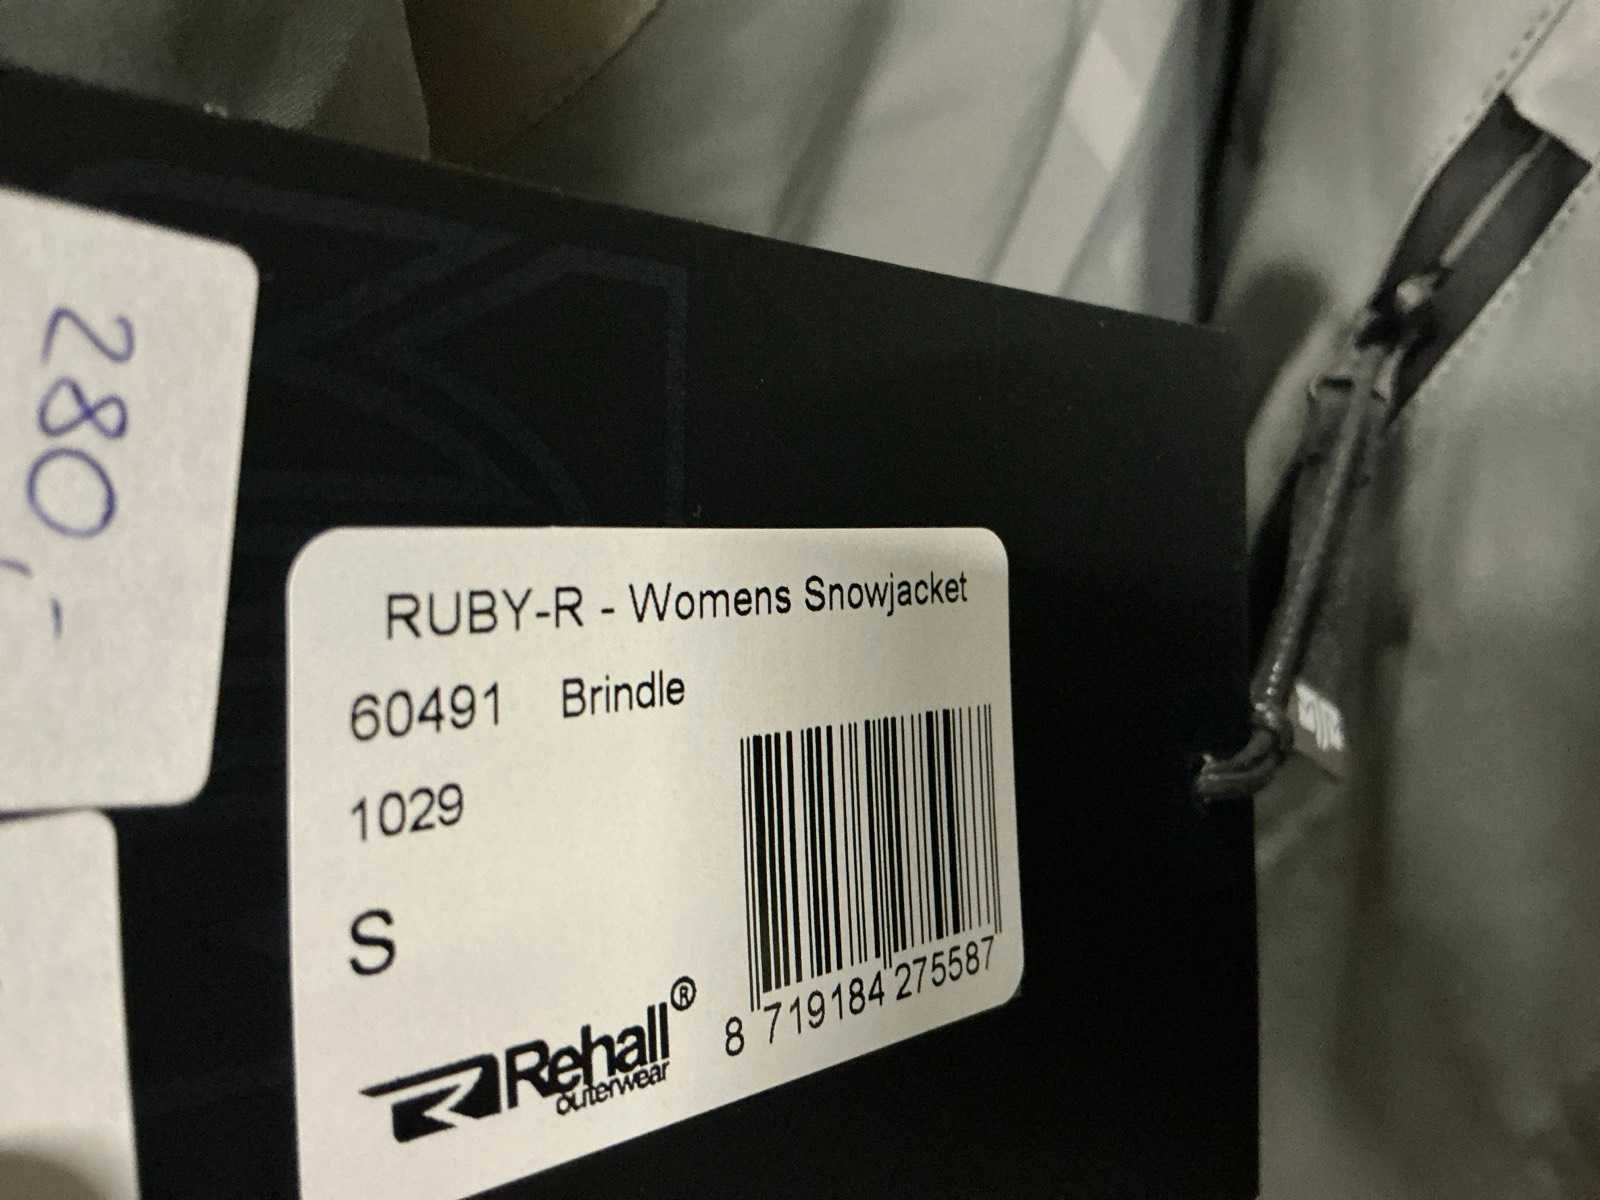 280,-
RUBY-R - Womens Snowjacket
60491 Brindle
1029
S
Rehall®
outerwear
8 719184 275587